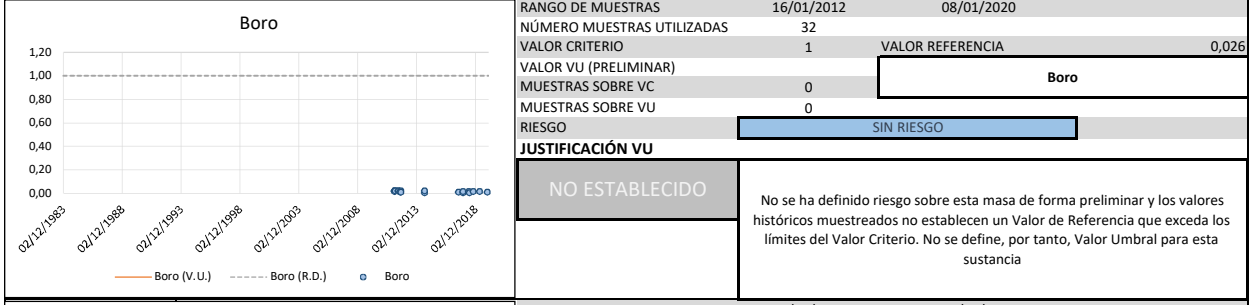 Boro
1,20
1,00
0,80
0,60
0,40
0,20
0,00
02/12/1983
02/12/1988
02/12/1993
02/12/1998
02/12/2003
02/12/2008
02/12/2013
02/12/2018
Boro (V.U.) Boro (R.D.) Boro
RANGO DE MUESTRAS 16/01/2012 08/01/2020
NÚMERO MUESTRAS UTILIZADAS 32
VALOR CRITERIO 1 VALOR REFERENCIA 0,026
VALOR VU (PRELIMINAR)
Boro
MUESTRAS SOBRE VC 0
MUESTRAS SOBRE VU 0
RIESGO SIN RIESGO
JUSTIFICACIÓN VU
NO ESTABLECIDO
No se ha definido riesgo sobre esta masa de forma preliminar y los valores
históricos muestreados no establecen un Valor de Referencia que exceda los
límites del Valor Criterio. No se define, por tanto, Valor Umbral para esta
sustancia